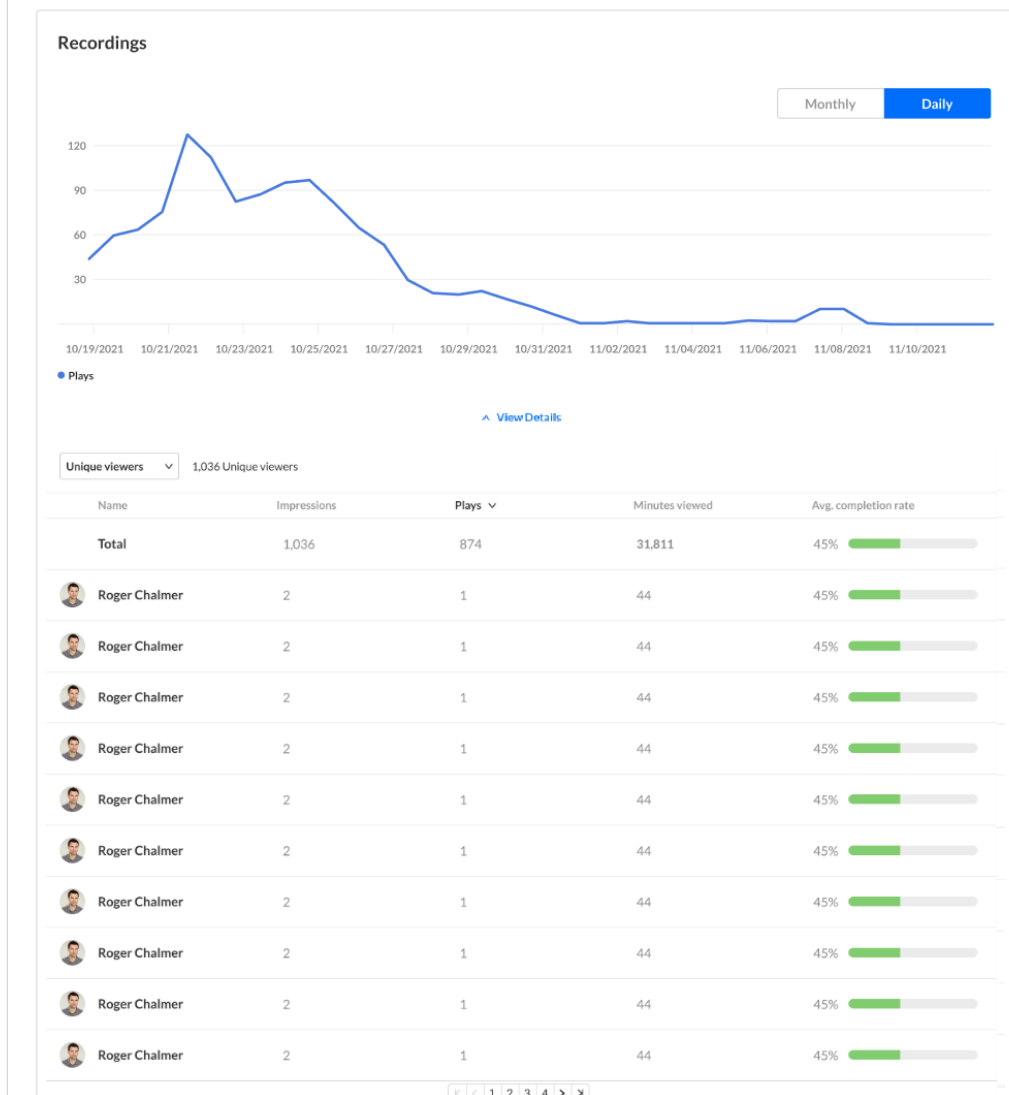 Recordings
Monthly Daily
120
90
60
30
10/19/2021 10/21/2021 10/23/2021 10/25/2021 10/27/2021 10/29/2021 10/31/2021 11/02/2021 11/04/2021 11/06/2021 11/08/2021 11/10/2021
Plays
View Details
Unique viewers 1,036 Unique viewers
Name Impressions Plays Minutes viewed Avg. completion rate
Total 1,036 874 31,811 45%
Roger Chalmer 2 1 44 45%
Roger Chalmer 2 1 44 45%
Roger Chalmer 2 1 44 45%
Roger Chalmer 2 1 44 45%
Roger Chalmer 2 1 44 45%
Roger Chalmer 2 1 44 45%
Roger Chalmer 2 1 44 45%
Roger Chalmer 2 1 44 45%
Roger Chalmer 2 1 44 45%
Roger Chalmer 2 1 44 45%
1 2 3 4